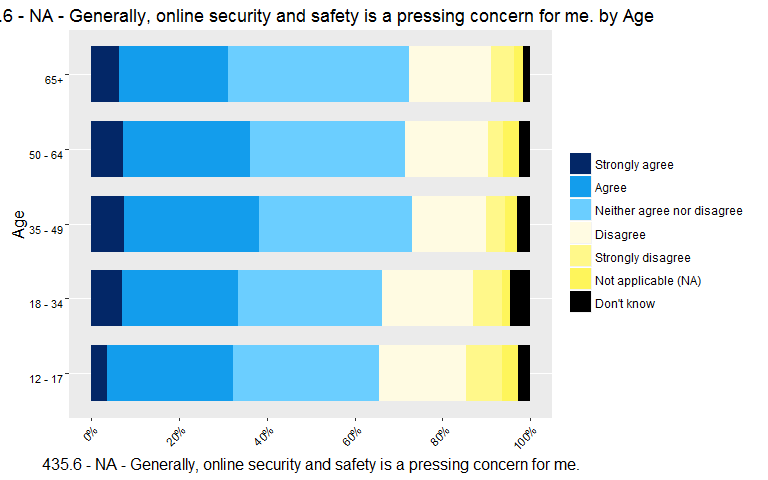 .6 - NA - Generally, online security and safety is a pressing concern for me. by Age
65+
50 - 64
35 - 49
18 - 34
12 - 17
Age
0%
20%
40%
60%
80%
100%
435.6 - NA - Generally, online security and safety is a pressing concern for me.
Strongly agree
Agree
Neither agree nor disagree
Disagree
Strongly disagree
Not applicable (NA)
Don't know